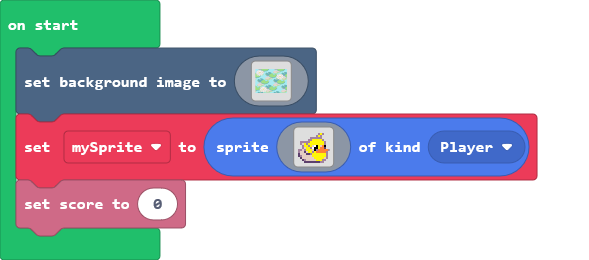 on start
set background image to
set mySprite to sprite of kind Player
set score to 0